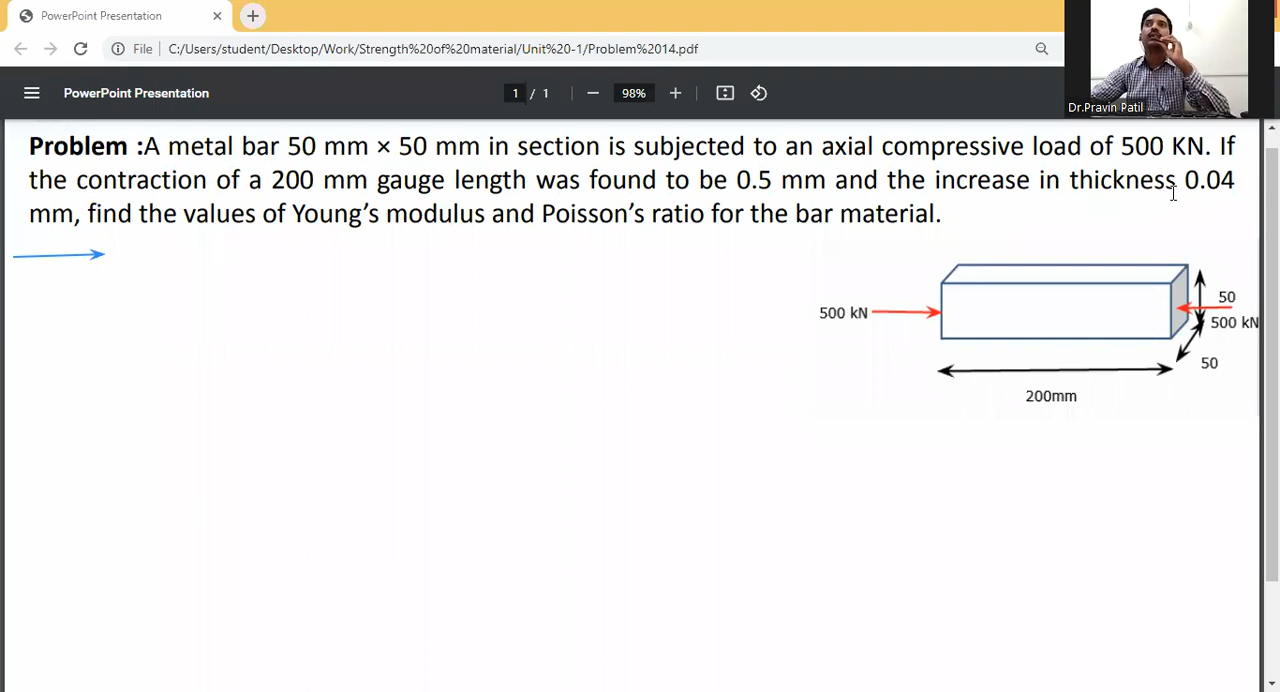 PowerPoint Presentation
File
C:/Users/student/Desktop/Work/Strength%20of%20material/Unit%20-1/Problem%2014.pdf
PowerPoint Presentation
1 / 1
98%
Dr.Pravin Patil
Problem :A metal bar 50 mm × 50 mm in section is subjected to an axial compressive load of 500 KN. If
the contraction of a 200 mm gauge length was found to be 0.5 mm and the increase in thickness 0.04
mm, find the values of Young’s modulus and Poisson’s ratio for the bar material.
500 kN
50
500 kN
50
200mm